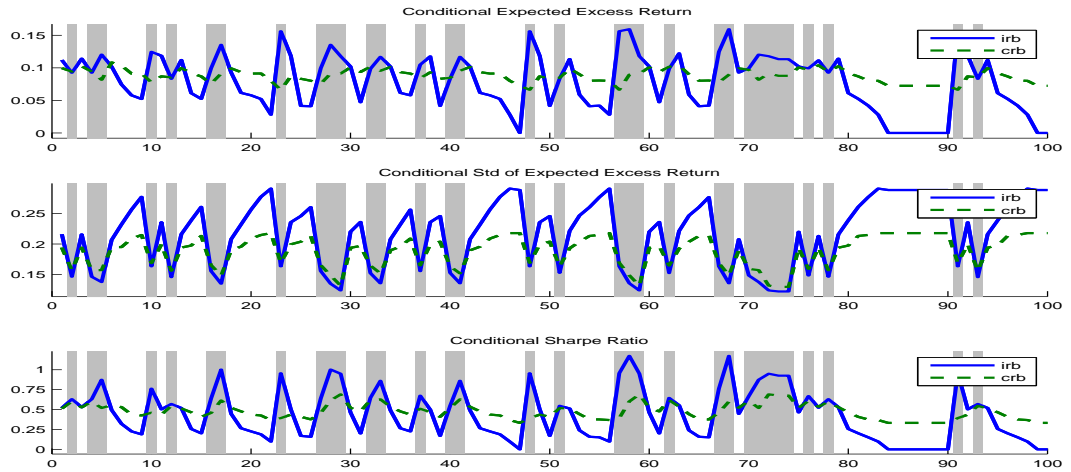 Conditional Expected Excess Return
0.15
0.1
0.05
0
irb
crb
0 10 20 30 40 50 60 70 80 90 100
Conditional Std of Expected Excess Return
0.25
0.2
0.15
irb
crb
0 10 20 30 40 50 60 70 80 90 100
Conditional Sharpe Ratio
1
0.75
0.5
0.25
0
irb
crb
0 10 20 30 40 50 60 70 80 90 100